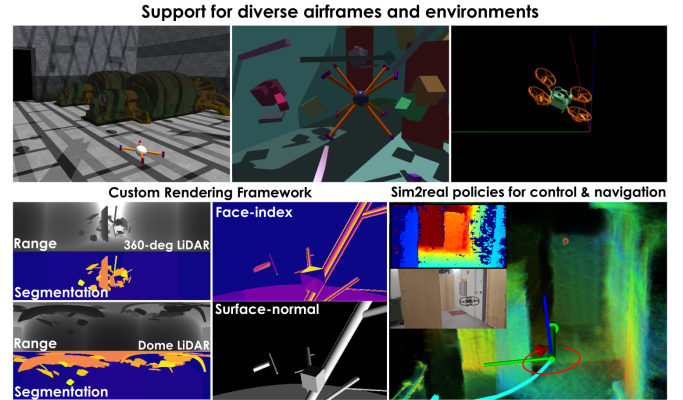 Support for diverse airframes and environments
Custom Rendering Framework
Sim2real policies for control & navigation
Range
360-deg LiDAR
Segmentation
Range
Dome LiDAR
Segmentation
Face-index
Surface-normal